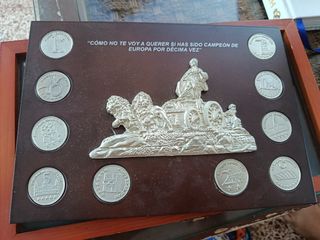 "CÓMO NO TE VOY A QUERER SI HAS SIDO CAMPEÓN DE
EUROPA POR DÉCIMA VEZ"